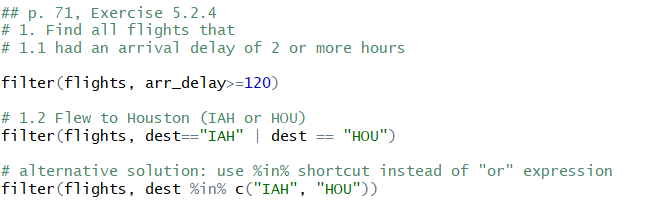 ## p. 71, Exercise 5.2.4
# 1. Find all flights that
# 1.1 had an arrival delay of 2 or more hours
filter(flights, arr_delay>=120)
# 1.2 Flew to Houston (IAH or HOU)
filter(flights, dest=="IAH" | dest == "HOU")
# alternative solution: use %in% shortcut instead of "or" expression
filter(flights, dest %in% c("IAH", "HOU"))